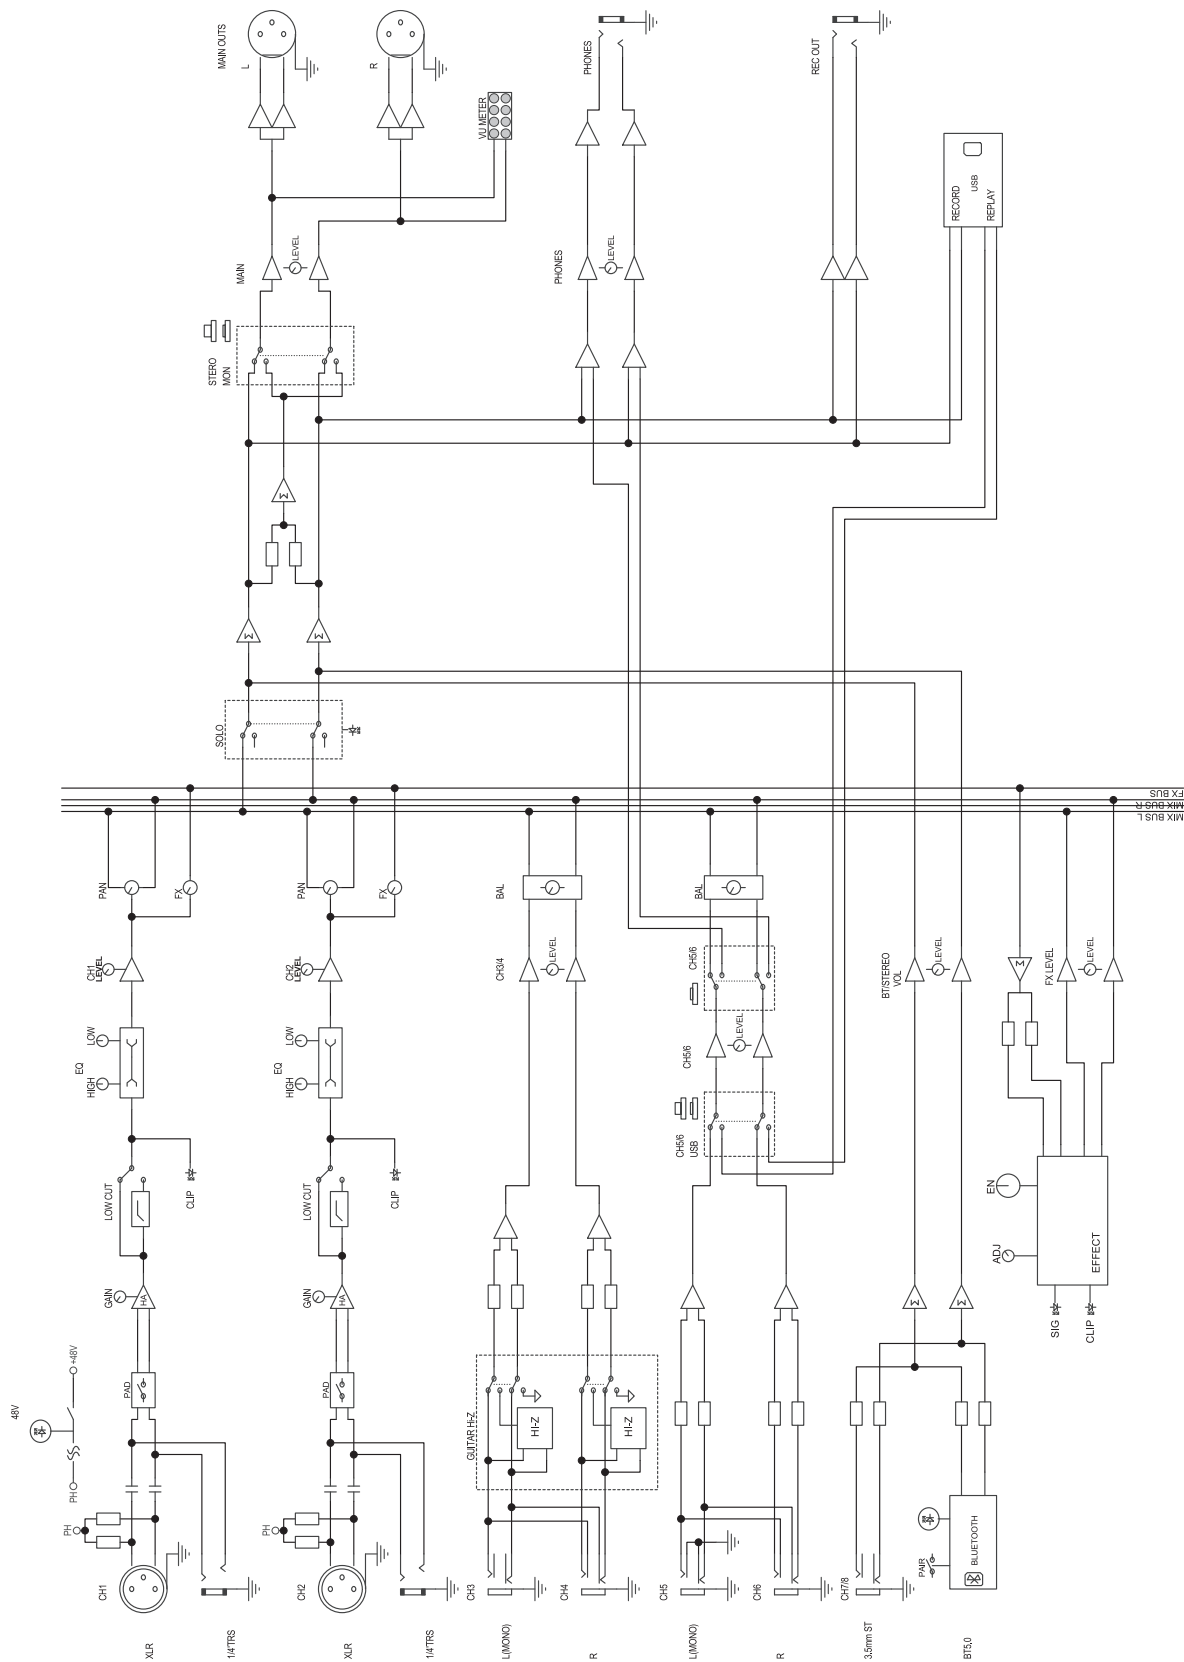 MAIN OUTS
L
R
VU METER
PHONES
REC OUT
RECORD
USB
REPLAY
MAIN
LEVEL
PHONES
LEVEL
STERO
MON
Σ
Σ
Σ
SOLO
FX BUS
MIX BUS R
MIX BUS L
PAN
FX
PAN
FX
BAL
BAL
CH1
LEVEL
CH2
LEVEL
CH3/4
LEVEL
CH5/6
BT/STEREO
VOL
LEVEL
Σ
FX LEVEL
LEVEL
HIGH
EQ
LOW
HIGH
EQ
LOW
CH5/6
LEVEL
CH5/6
USB
LOW CUT
CLIP
LOW CUT
CLIP
EN
ADJ
EFFECT
SIG
CLIP
GAIN
HA
GAIN
HA
Σ
Σ
48V
+48V
PH
PAD
PAD
GUITAR Hi-Z
HI-Z
HI-Z
PH
PH
PAIR
BLUETOOTH
CH1
CH2
CH3
CH4
CH5
CH6
CH7/8
XLR
1/4"TRS
XLR
1/4"TRS
L(MONO)
R
L(MONO)
R
3.5mm ST
BT5,0